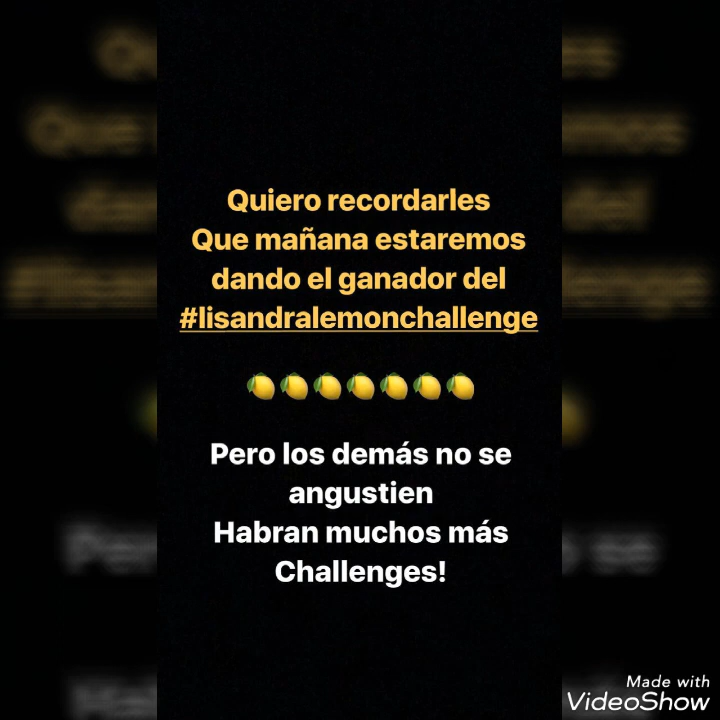 Quiero recordarles
Que mañana estaremos
dando el ganador del
#lisandralemonchallenge
🍋🍋🍋🍋🍋🍋🍋
Pero los demás no se
angustien
Habran muchos más
Challenges!
Made with
VideoShow